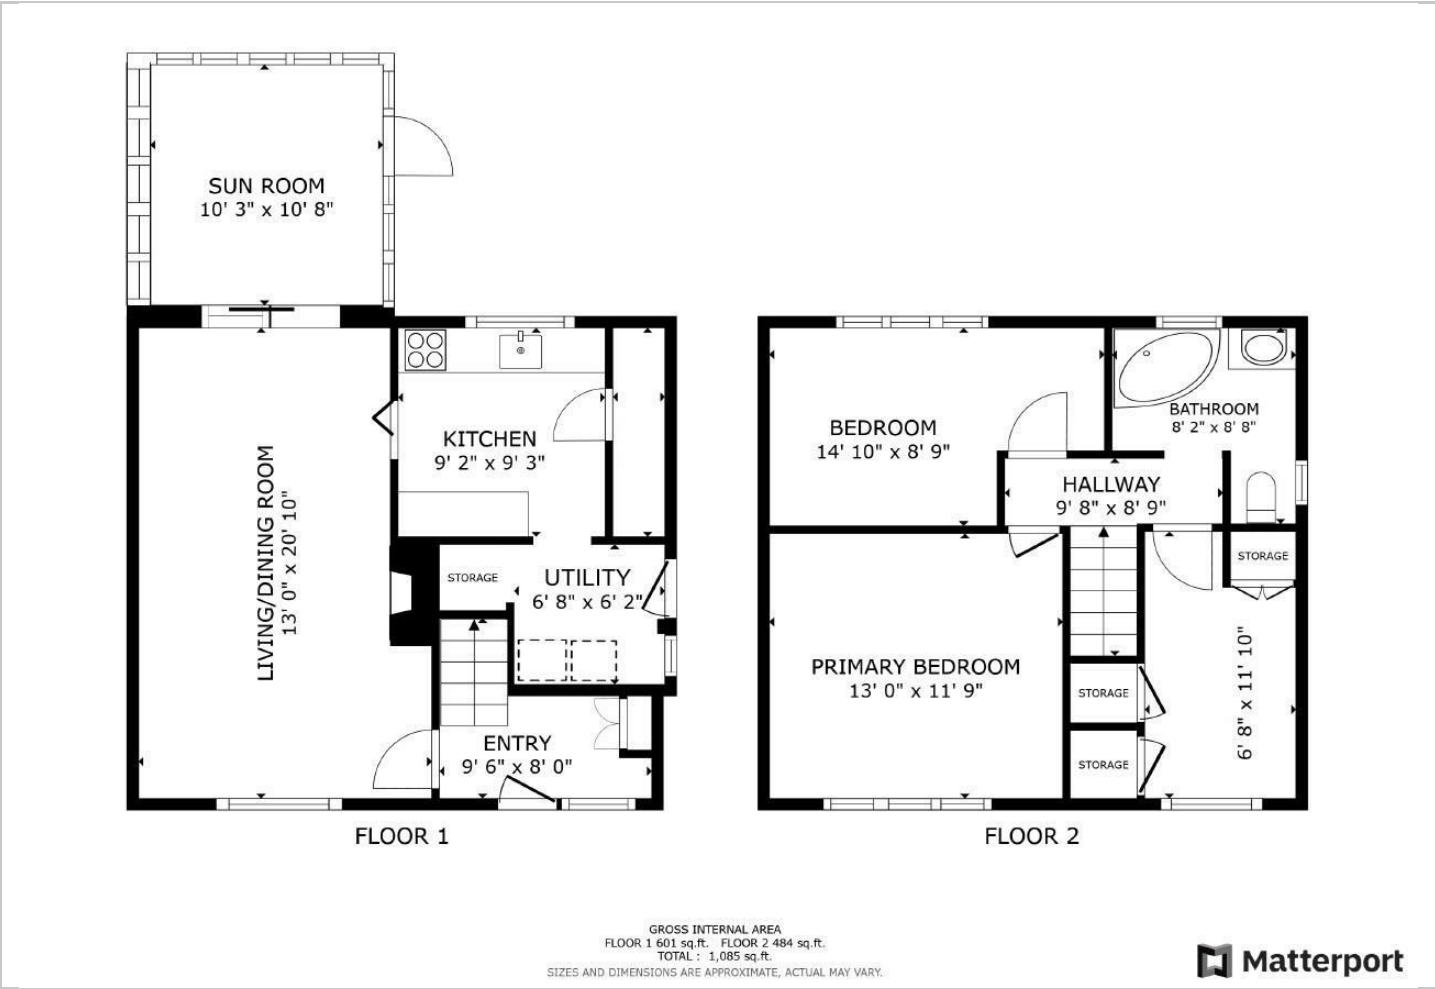 SUN ROOM
10' 3" x 10' 8"
KITCHEN
9' 2" x 9' 3"
LIVING/DINING ROOM
13' 0" x 20' 10"
STORAGE
UTILITY
6' 8" x 6' 2"
ENTRY
9' 6" x 8' 0"
FLOOR 1
BEDROOM
14' 10" x 8' 9"
BATHROOM
8' 2" x 8' 8"
HALLWAY
9' 8" x 8' 9"
STORAGE
PRIMARY BEDROOM
13' 0" x 11' 9"
STORAGE
STORAGE
6' 8" x 11' 10"
FLOOR 2
GROSS INTERNAL AREA
FLOOR 1 601 sq.ft. FLOOR 2 484 sq.ft.
TOTAL : 1,085 sq.ft.
SIZES AND DIMENSIONS ARE APPROXIMATE, ACTUAL MAY VARY.
Matterport